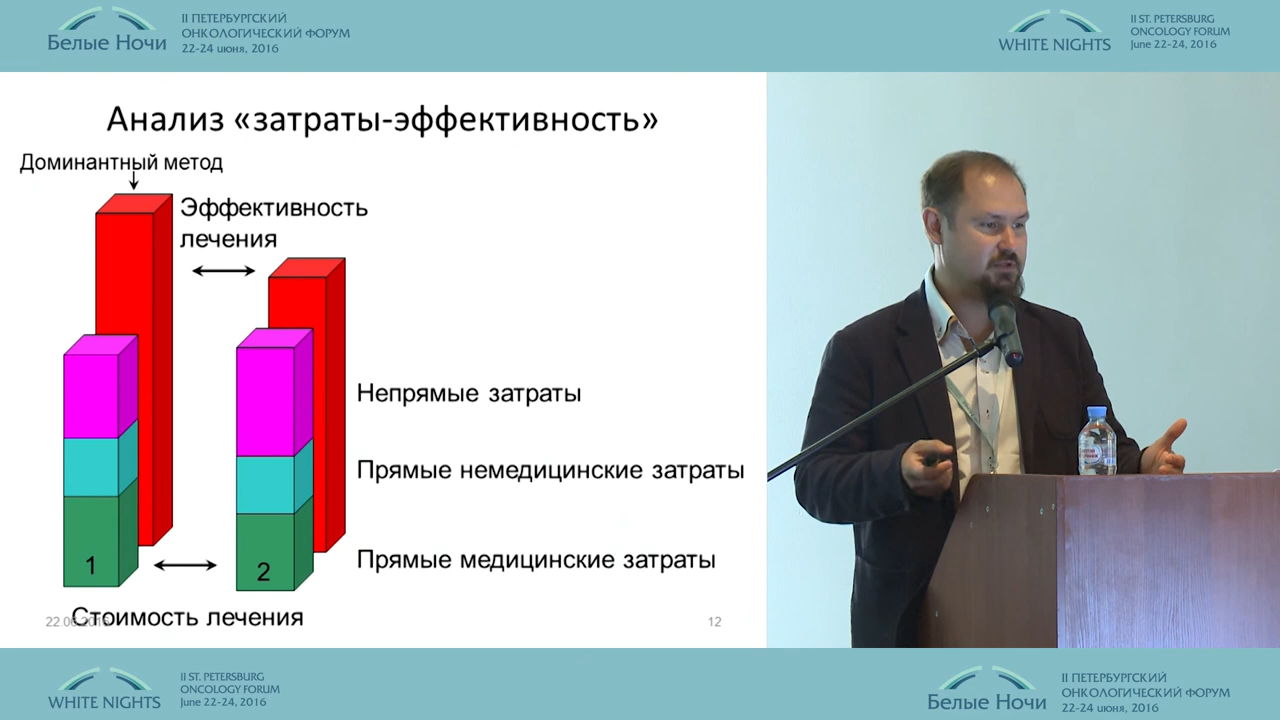 Белые Ночи
II ПЕТЕРБУРГСКИЙ
ОНКОЛОГИЧЕСКИЙ ФОРУМ
22-24 июня, 2016
WHITE NIGHTS
II ST. PETERSBURG
ONCOLOGY FORUM
June 22-24, 2016
Анализ «затраты-эффективность»
Доминантный метод
Эффективность
лечения
Непрямые затраты
Прямые немедицинские затраты
Прямые медицинские затраты
1
2
Стоимость лечения
12
WHITE NIGHTS
II ST. PETERSBURG
ONCOLOGY FORUM
June 22-24, 2016
Белые Ночи
II ПЕТЕРБУРГСКИЙ
ОНКОЛОГИЧЕСКИЙ ФОРУМ
22-24 июня, 2016